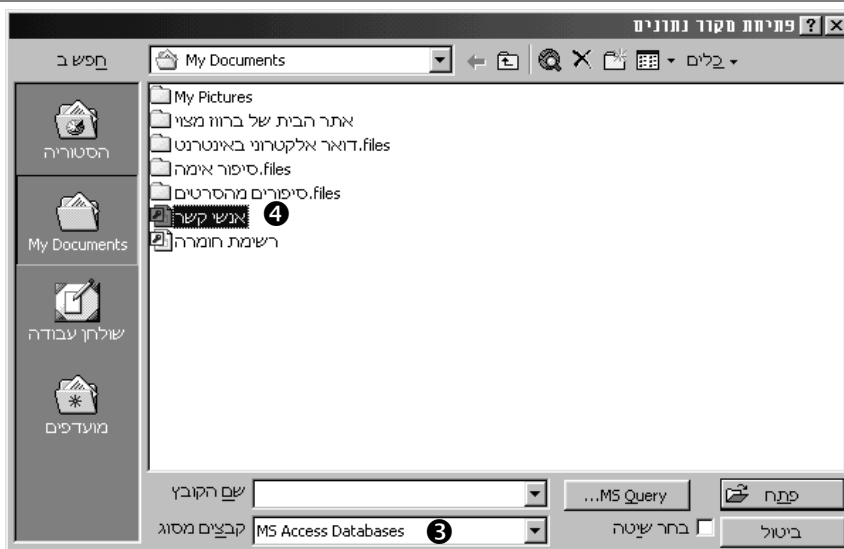 פתיחת מקור נתונים
חפש ב My Documents כלים
הסטוריה
My Documents
שולחן עבודה
מועדפים
My Pictures
אתר הבית של ברווז מצוי
דואר אלקטרוני באינטרנט.files
סיפור אימה.files
סיפורים מהסרטים.files
אנשי קשר ❹
רשימת חומרה
שם הקובץ MS Query... פתח
קבצים מסוג MS Access Databases ❸ בחר שיטה ביטול